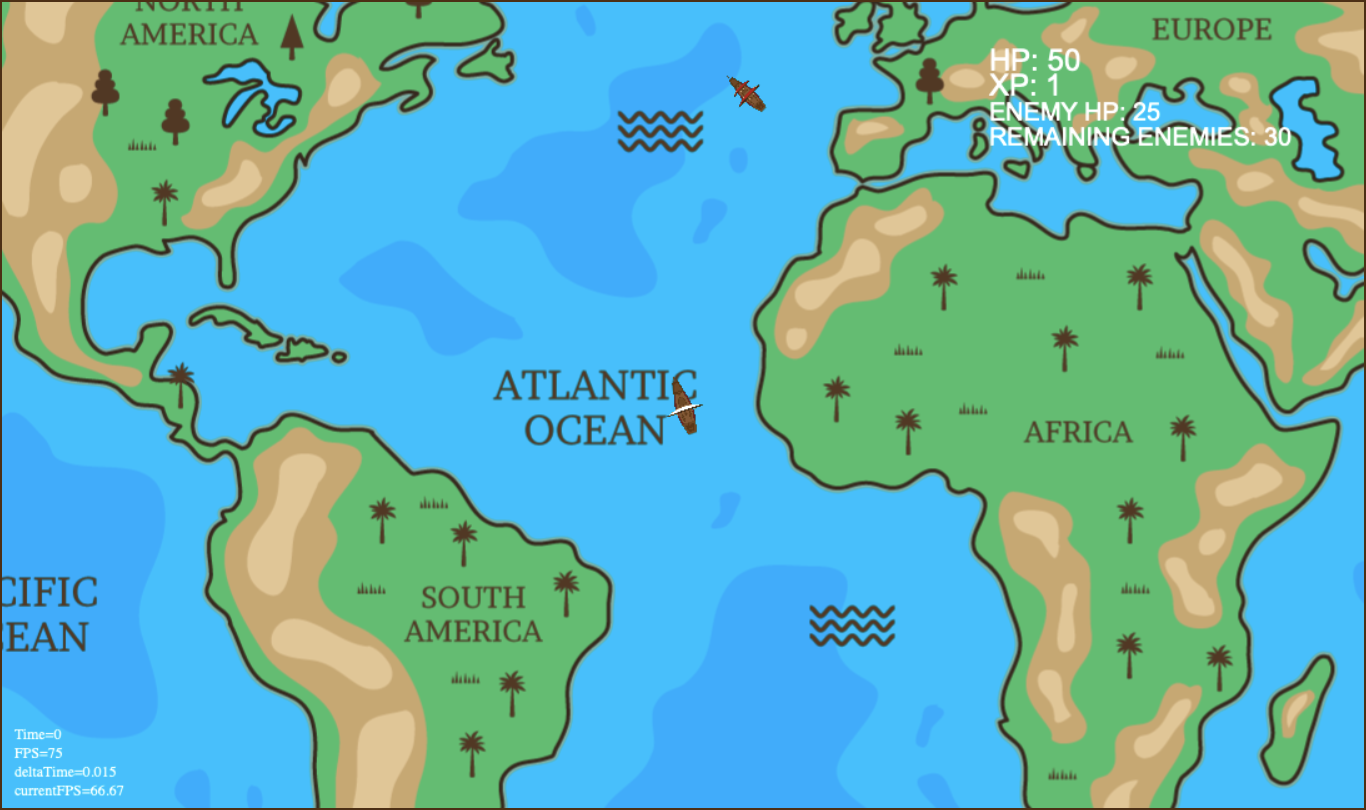 NORTH
AMERICA
EUROPE
HP: 50
XP: 1
ENEMY HP: 25
REMAINING ENEMIES: 30
ATLANTIC
OCEAN
AFRICA
CIFIC
EAN
SOUTH
AMERICA
Time=0
FPS=75
deltaTime=0.015
currentFPS=66.67